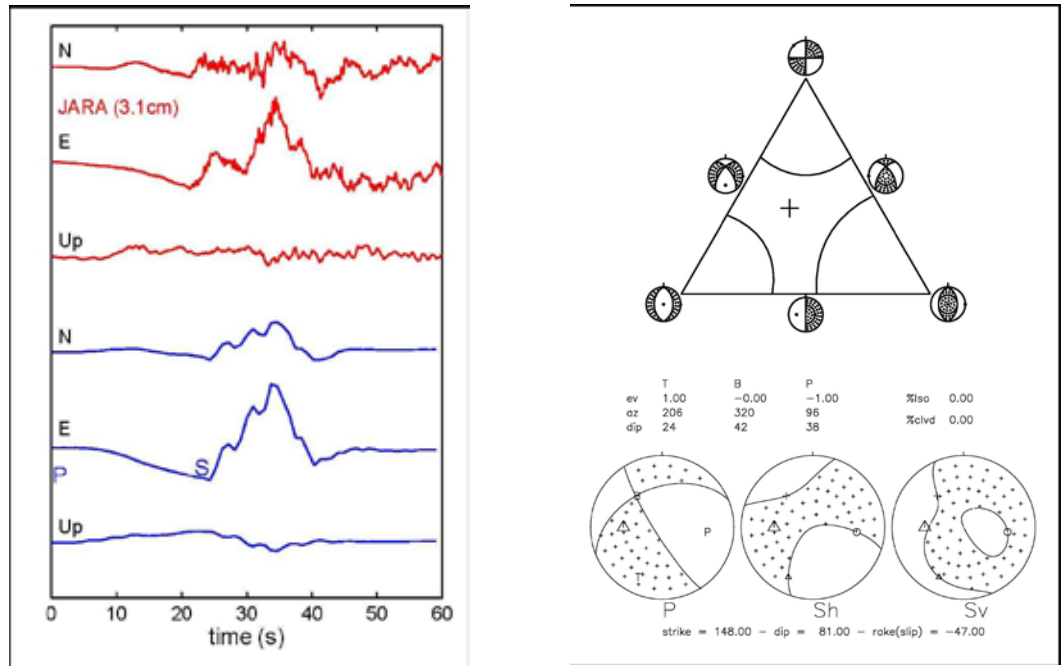 N
JARA (3.1cm)
E
Up
N
E
P
S
Up
0 10 20 30 40 50 60
time (s)
T B P
ev 1.00 -0.00 -1.00 %Iso 0.00
az 206 320 96 %clvd 0.00
dip 24 42 38
B
P
T
P Sh Sv
strike = 148.00 - dip = 81.00 - rake(slip) = -47.00